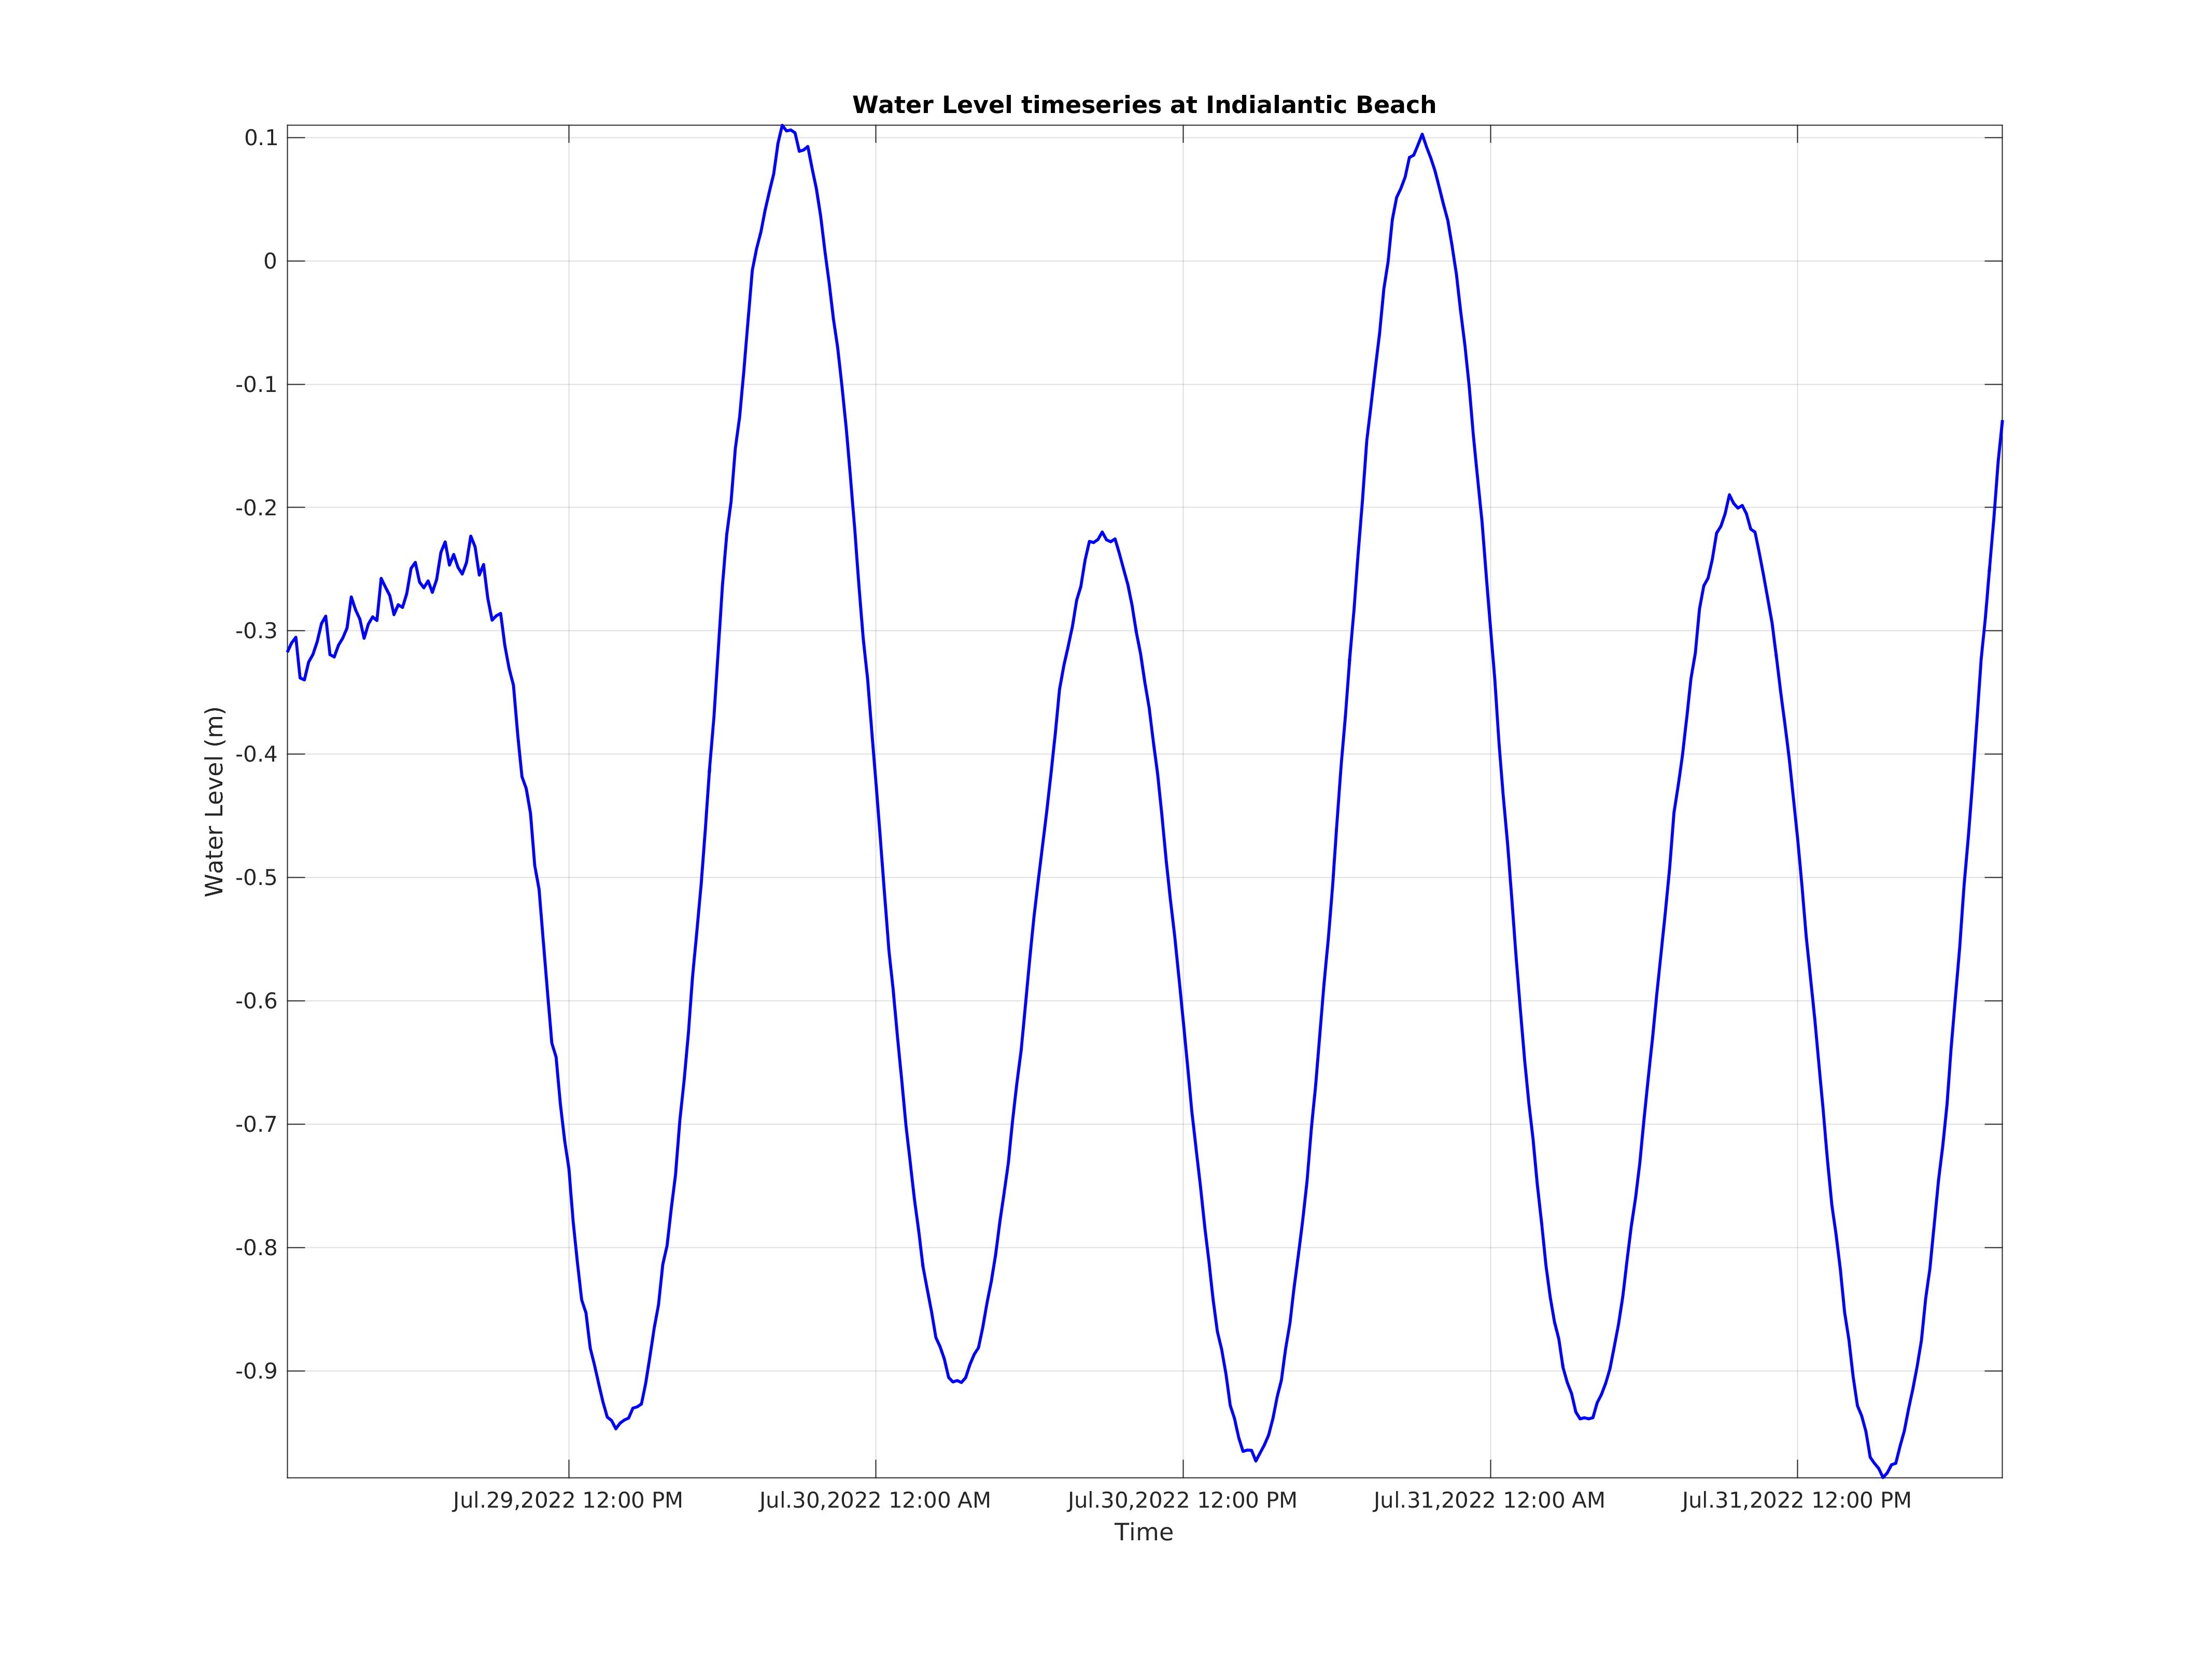 Water Level timeseries at Indialantic Beach
0.1
0
-0.1
-0.2
-0.3
-0.4
-0.5
-0.6
-0.7
-0.8
-0.9
Water Level (m)
Jul.29,2022 12:00 PM
Jul.30,2022 12:00 AM
Jul.30,2022 12:00 PM
Jul.31,2022 12:00 AM
Jul.31,2022 12:00 PM
Time